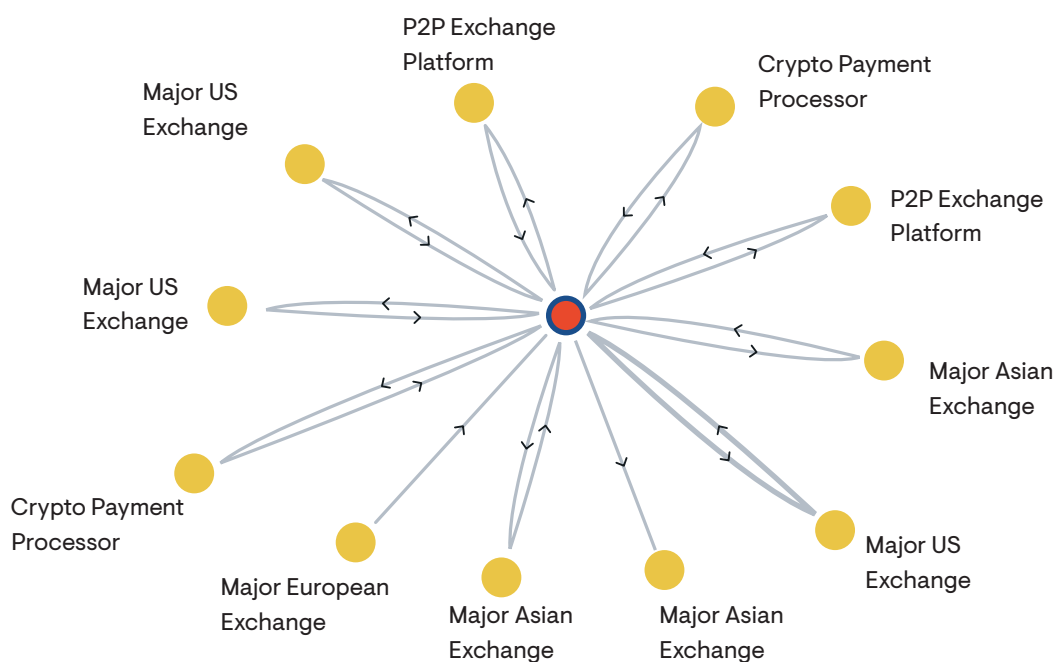 P2P Exchange
Platform
Crypto Payment
Processor
Major US
Exchange
P2P Exchange
Platform
Major US
Exchange
Major Asian
Exchange
Crypto Payment
Processor
Major US
Exchange
Major European
Exchange
Major Asian
Exchange
Major Asian
Exchange